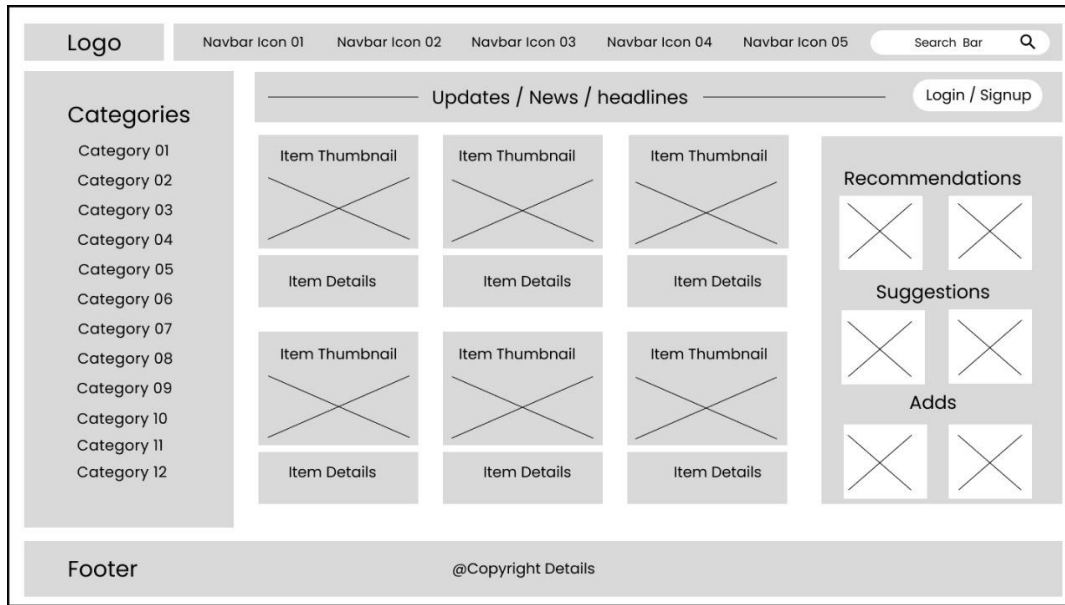 Logo
Navbar Icon 01 Navbar Icon 02 Navbar Icon 03 Navbar Icon 04 Navbar Icon 05 Search Bar
Updates / News / headlines
Login / Signup
Categories
Category 01
Category 02
Category 03
Category 04
Category 05
Category 06
Category 07
Category 08
Category 09
Category 10
Category 11
Category 12
Item Thumbnail Item Thumbnail Item Thumbnail
Item Details Item Details Item Details
Item Thumbnail Item Thumbnail Item Thumbnail
Item Details Item Details Item Details
Recommendations
Suggestions
Adds
Footer
@Copyright Details